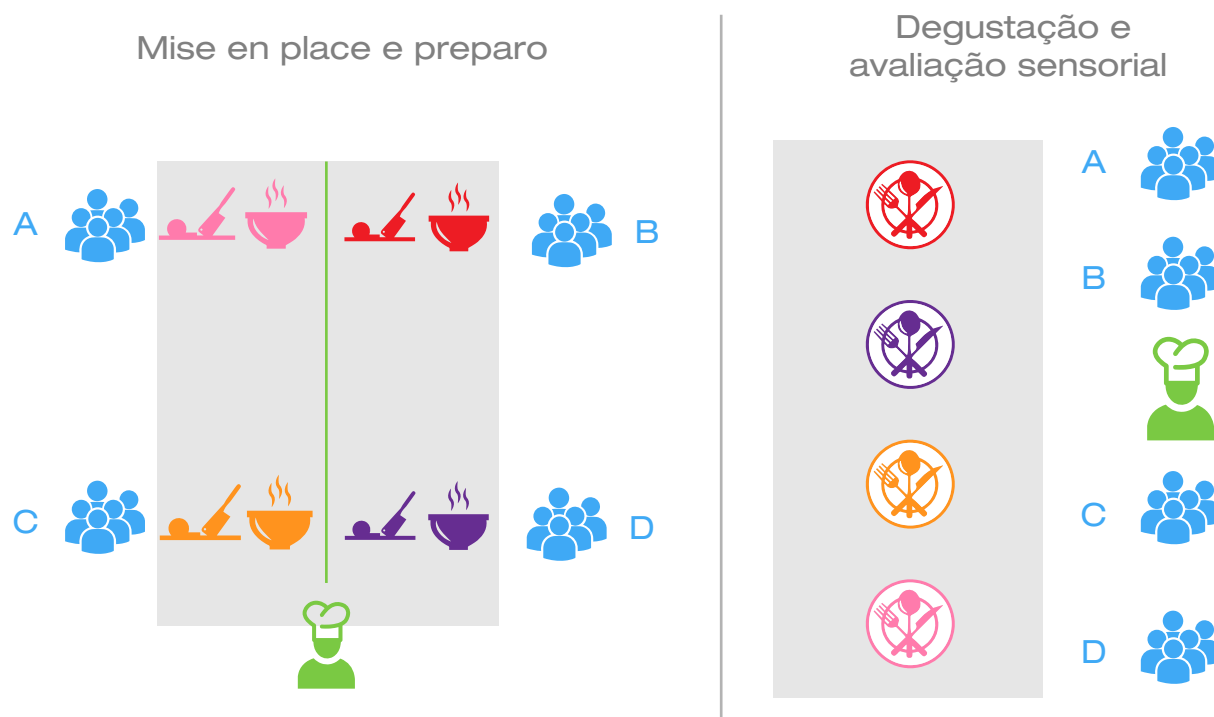 Mise en place e preparo
A
B
C
D
Degustação e
avaliação sensorial
A
B
C
D